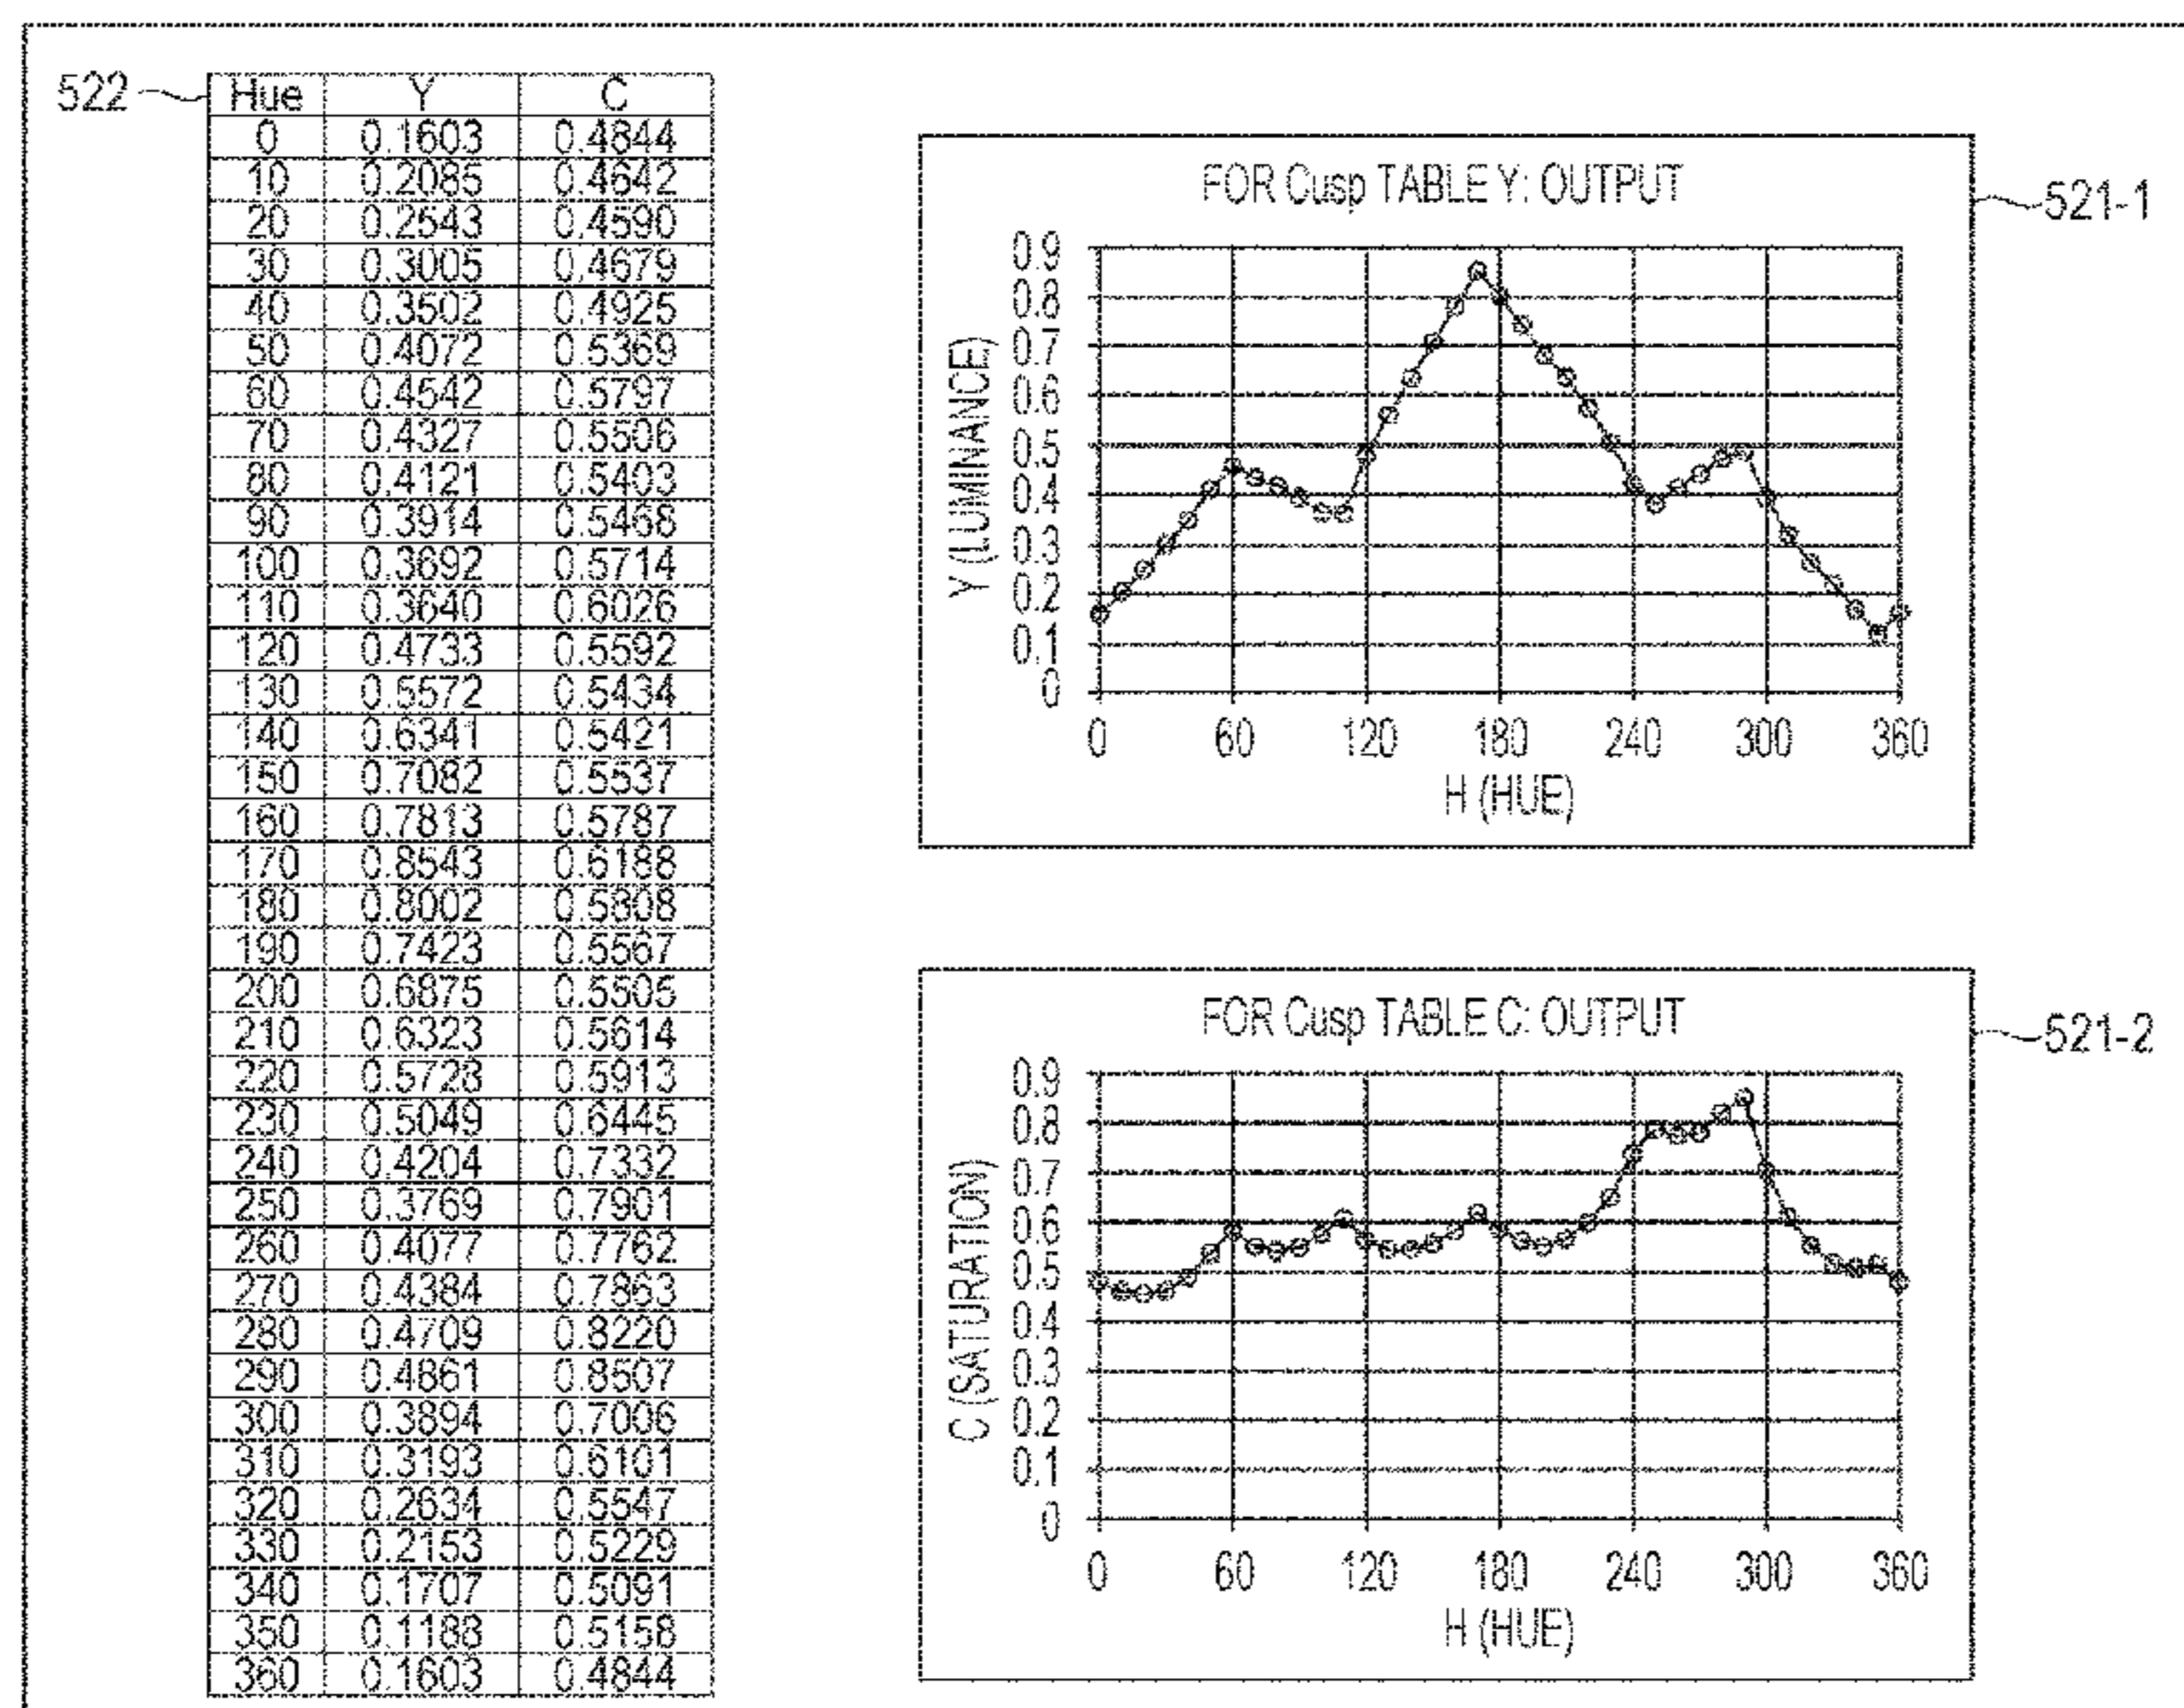 522
Hue Y C
0 0.1603 0.4844
10 0.2085 0.4642
20 0.2543 0.4590
30 0.3005 0.4679
40 0.3502 0.4925
50 0.4072 0.5369
60 0.4542 0.5797
70 0.4327 0.5506
80 0.4121 0.5403
90 0.3914 0.5468
100 0.3692 0.5714
110 0.3640 0.6026
120 0.4733 0.5592
130 0.5572 0.5434
140 0.6341 0.5421
150 0.7082 0.5537
160 0.7813 0.5787
170 0.8543 0.6188
180 0.8002 0.5808
190 0.7423 0.5567
200 0.6875 0.5505
210 0.6323 0.5614
220 0.5728 0.5913
230 0.5049 0.6445
240 0.4204 0.7332
250 0.3769 0.7901
260 0.4077 0.7762
270 0.4384 0.7863
280 0.4709 0.8220
290 0.4861 0.8507
300 0.3894 0.7006
310 0.3193 0.6101
320 0.2634 0.5547
330 0.2153 0.5229
340 0.1707 0.5091
350 0.1188 0.5158
360 0.1603 0.4844
FOR Cusp TABLE Y: OUTPUT
521-1
Y (LUMINANCE)
0.9
0.8
0.7
0.6
0.5
0.4
0.3
0.2
0.1
0
0 60 120 180 240 300 360
H (HUE)
FOR Cusp TABLE C: OUTPUT
521-2
C (SATURATION)
0.9
0.8
0.7
0.6
0.5
0.4
0.3
0.2
0.1
0
0 60 120 180 240 300 360
H (HUE)